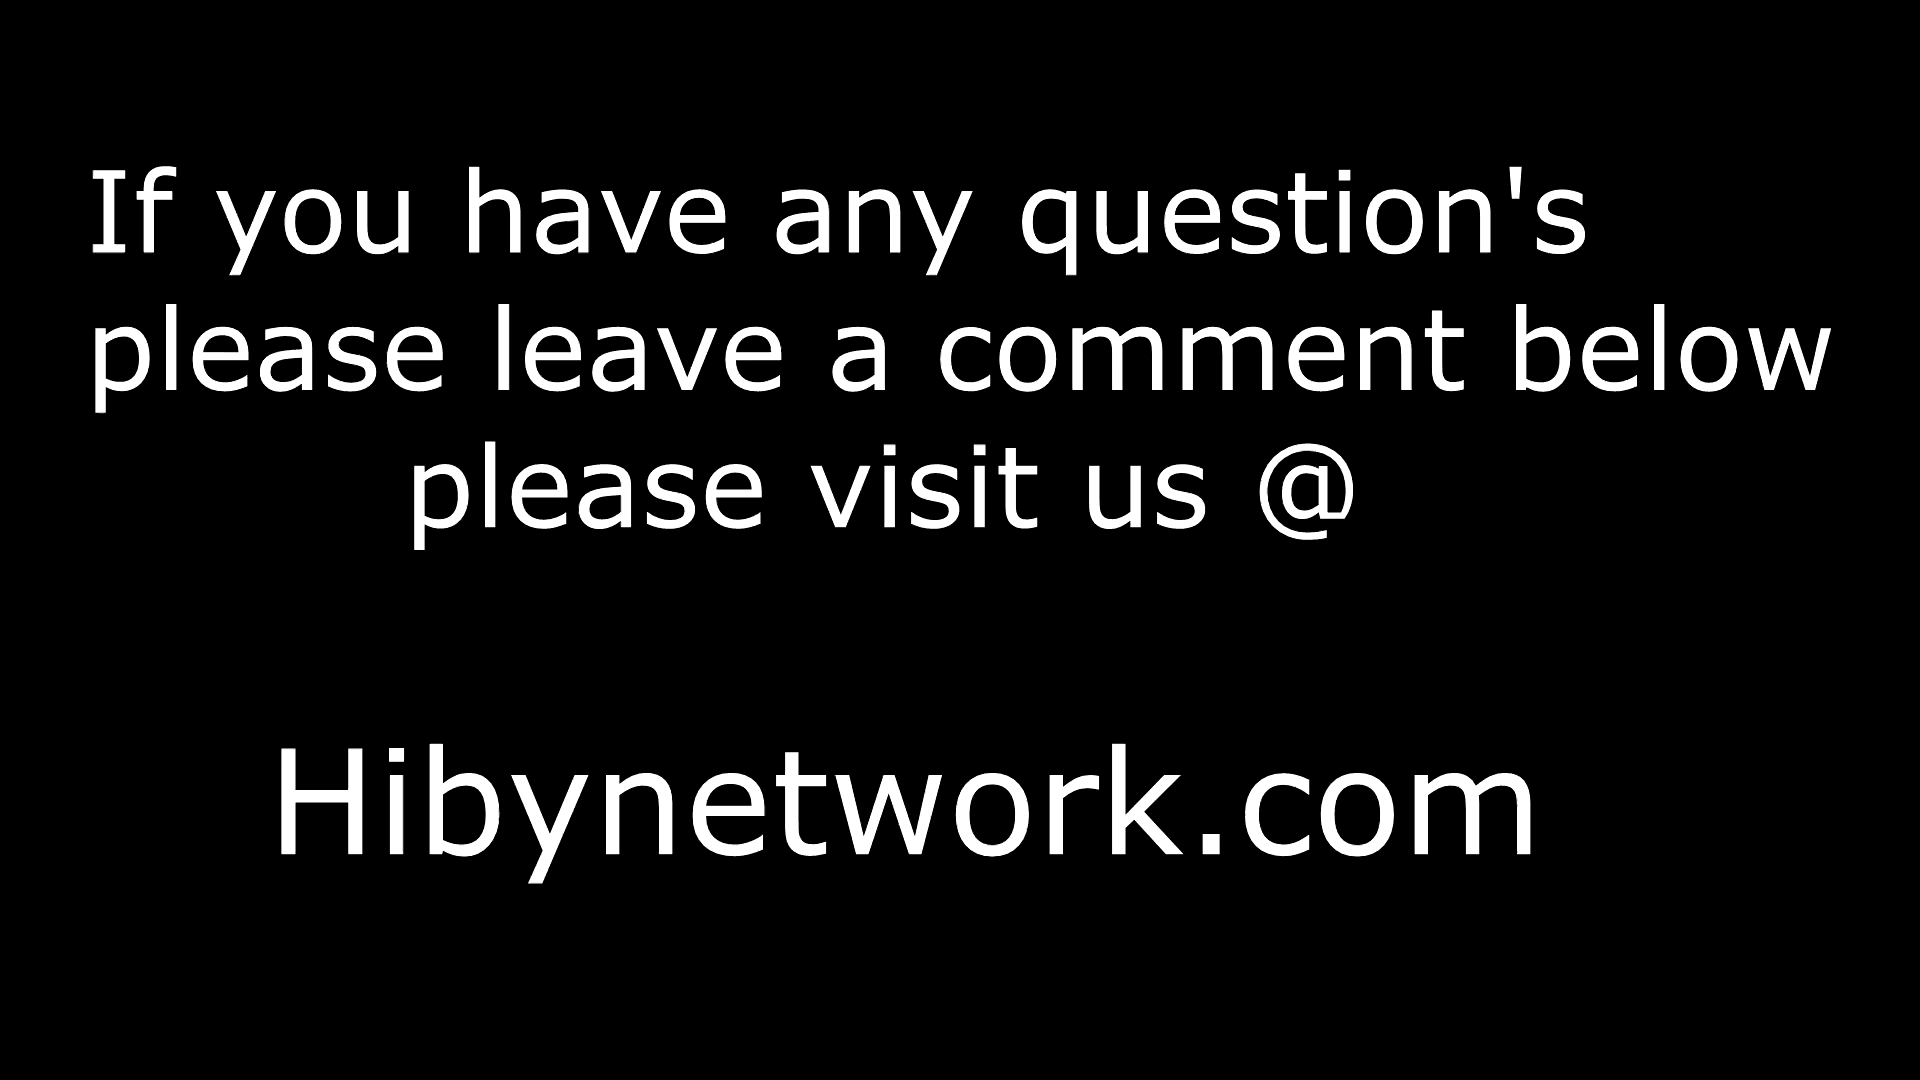 If you have any question's
please leave a comment below
please visit us @
Hibynetwork.com